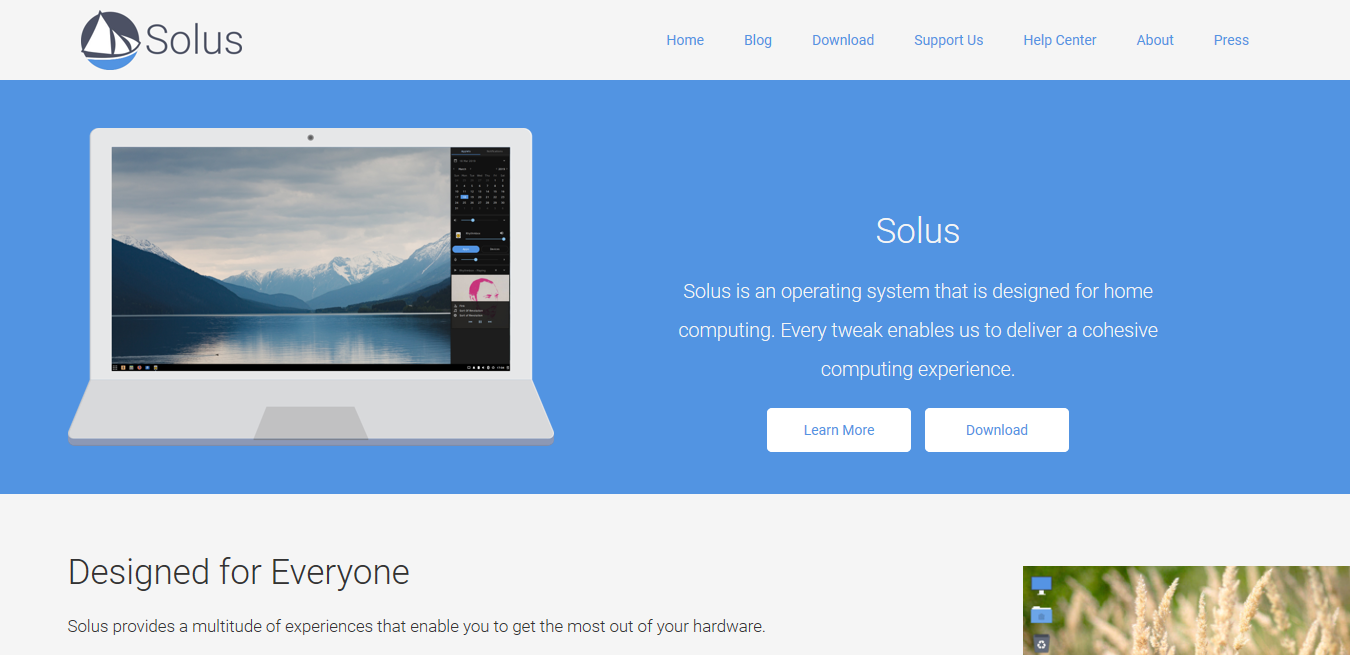 Solus
Home Blog Download Support Us Help Center About Press
Solus
Solus is an operating system that is designed for home
computing. Every tweak enables us to deliver a cohesive
computing experience.
Learn More Download
Designed for Everyone
Solus provides a multitude of experiences that enable you to get the most out of your hardware.